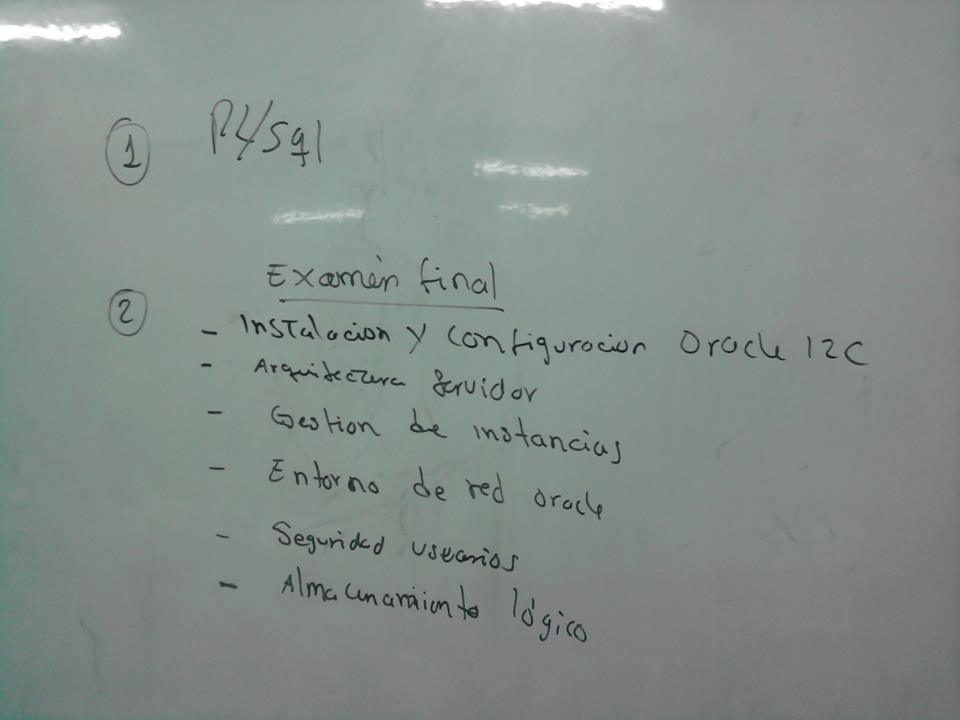 1 PL/sql
Examén final
2
- Instalacion y configuracion Oracle 12C
- Arquitectura Servidor
- Gestion de instancias
- Entorno de red oracle
- Seguridad usuarios
- Almacenamiento lógico